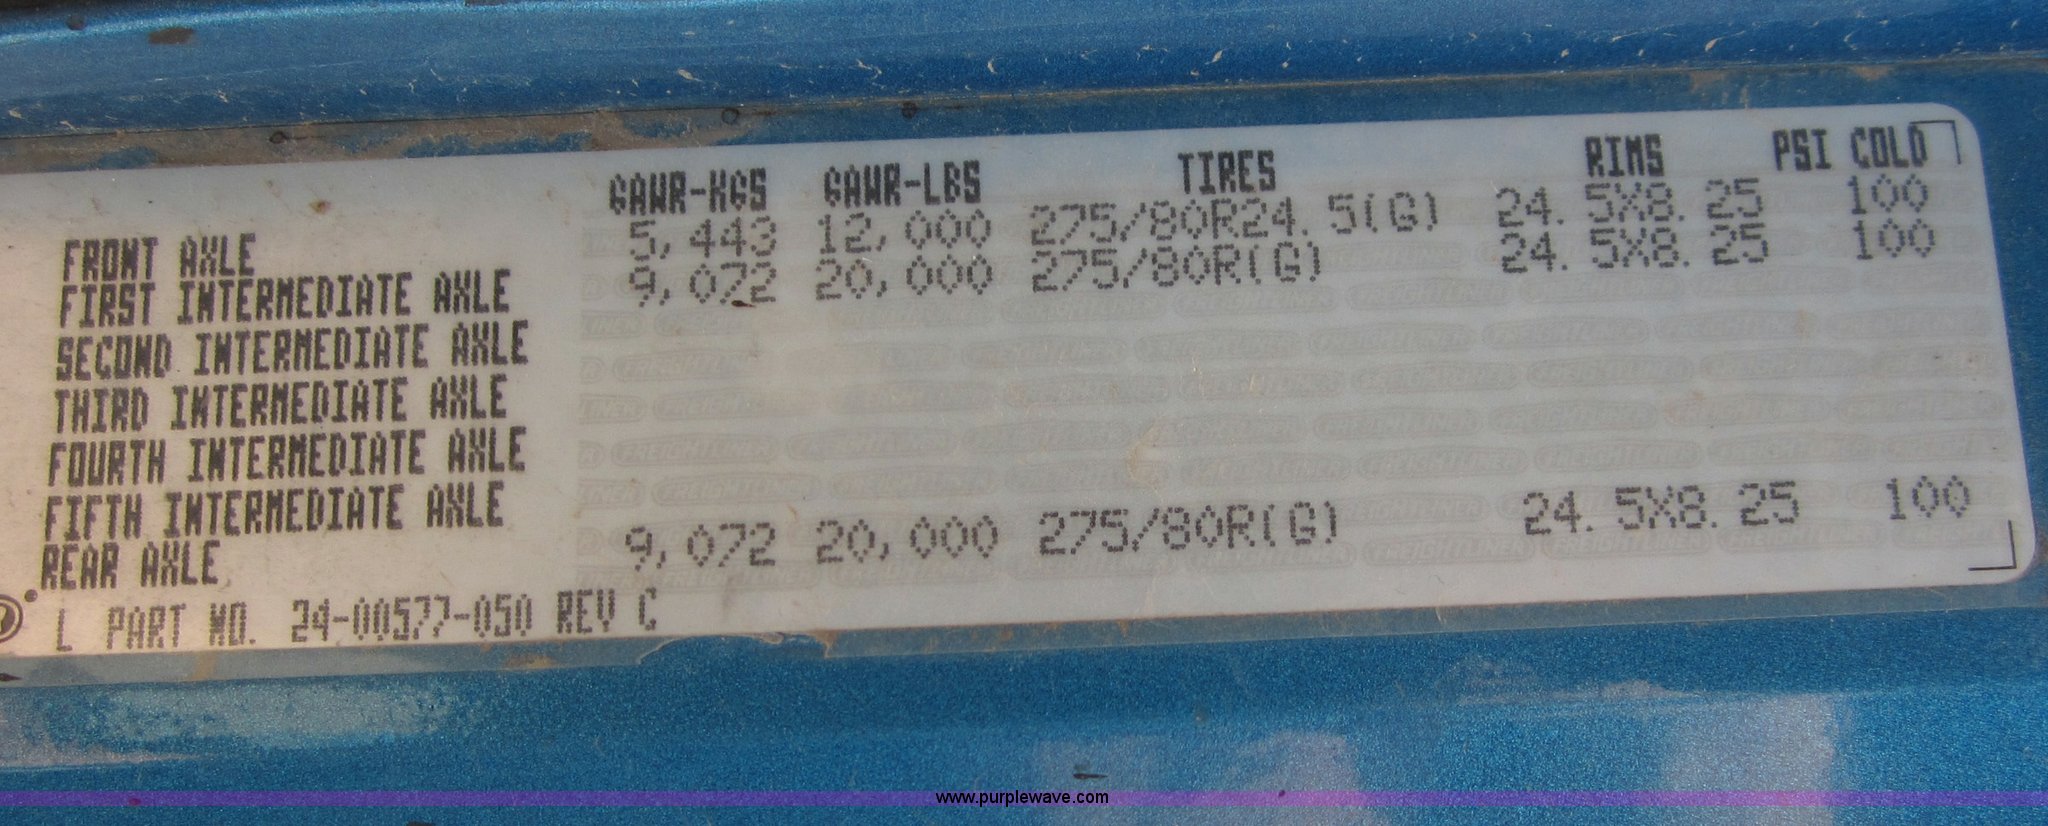 GAWR-KGS GAWR-LBS TIRES RIMS PSI COLD
FRONT AXLE 5,443 12,000 275/80R24.5(G) 24.5X8.25 100
FIRST INTERMEDIATE AXLE 9,072 20,000 275/80R(G) 24.5X8.25 100
SECOND INTERMEDIATE AXLE
THIRD INTERMEDIATE AXLE
FOURTH INTERMEDIATE AXLE
FIFTH INTERMEDIATE AXLE
REAR AXLE 9,072 20,000 275/80R(G) 24.5X8.25 100
L PART NO. 24-00577-050 REV C
www.purplewave.com